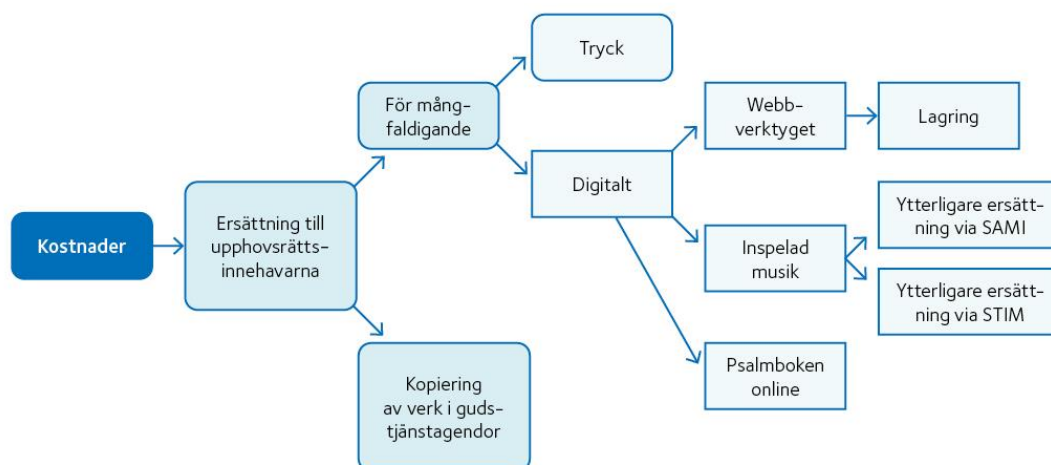 Kostnader
Ersättning till
upphovsrätts-
innehavarna
För mång-
faldigande
Tryck
Digitalt
Webb-
verktyget
Lagring
Inspelad
musik
Ytterligare ersätt-
ning via SAMI
Ytterligare ersätt-
ning via STIM
Psalmboken
online
Kopiering
av verk i guds-
tjänstagendor